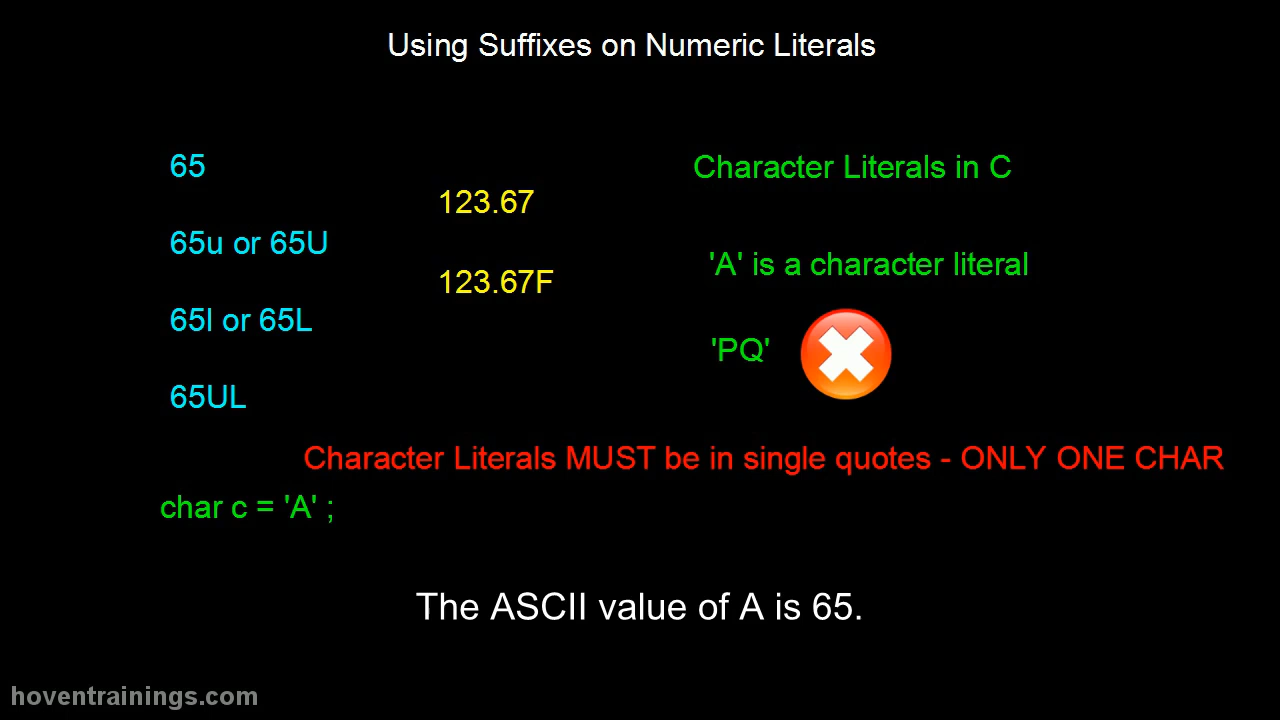 Using Suffixes on Numeric Literals
65
65u or 65U
65l or 65L
65UL
123.67
123.67F
Character Literals in C
'A' is a character literal
'PQ'
Character Literals MUST be in single quotes - ONLY ONE CHAR
char c = 'A' ;
The ASCII value of A is 65.
hoventrainings.com